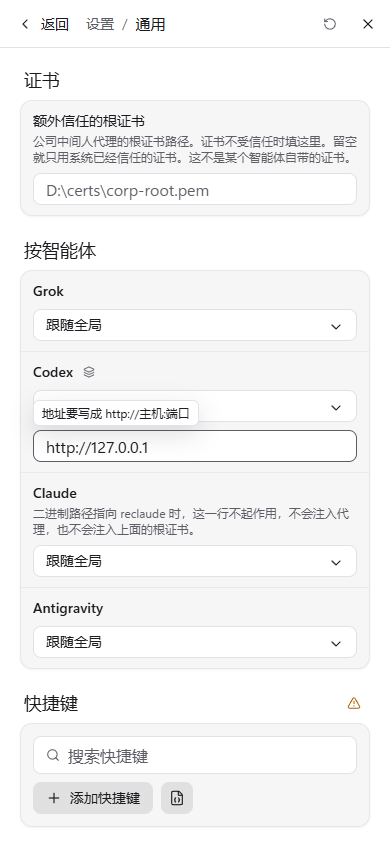 返回 设置 / 通用
证书
额外信任的根证书
公司中间人代理的根证书路径。证书不受信任时填这里。留空
就只用系统已经信任的证书。这不是某个智能体自带的证书。
D:\certs\corp-root.pem
按智能体
Grok
跟随全局
Codex
地址要写成 http://主机:端口
http://127.0.0.1
Claude
二进制路径指向 reclaude 时，这一行不起作用，不会注入代
理，也不会注入上面的根证书。
跟随全局
Antigravity
跟随全局
快捷键
搜索快捷键
添加快捷键